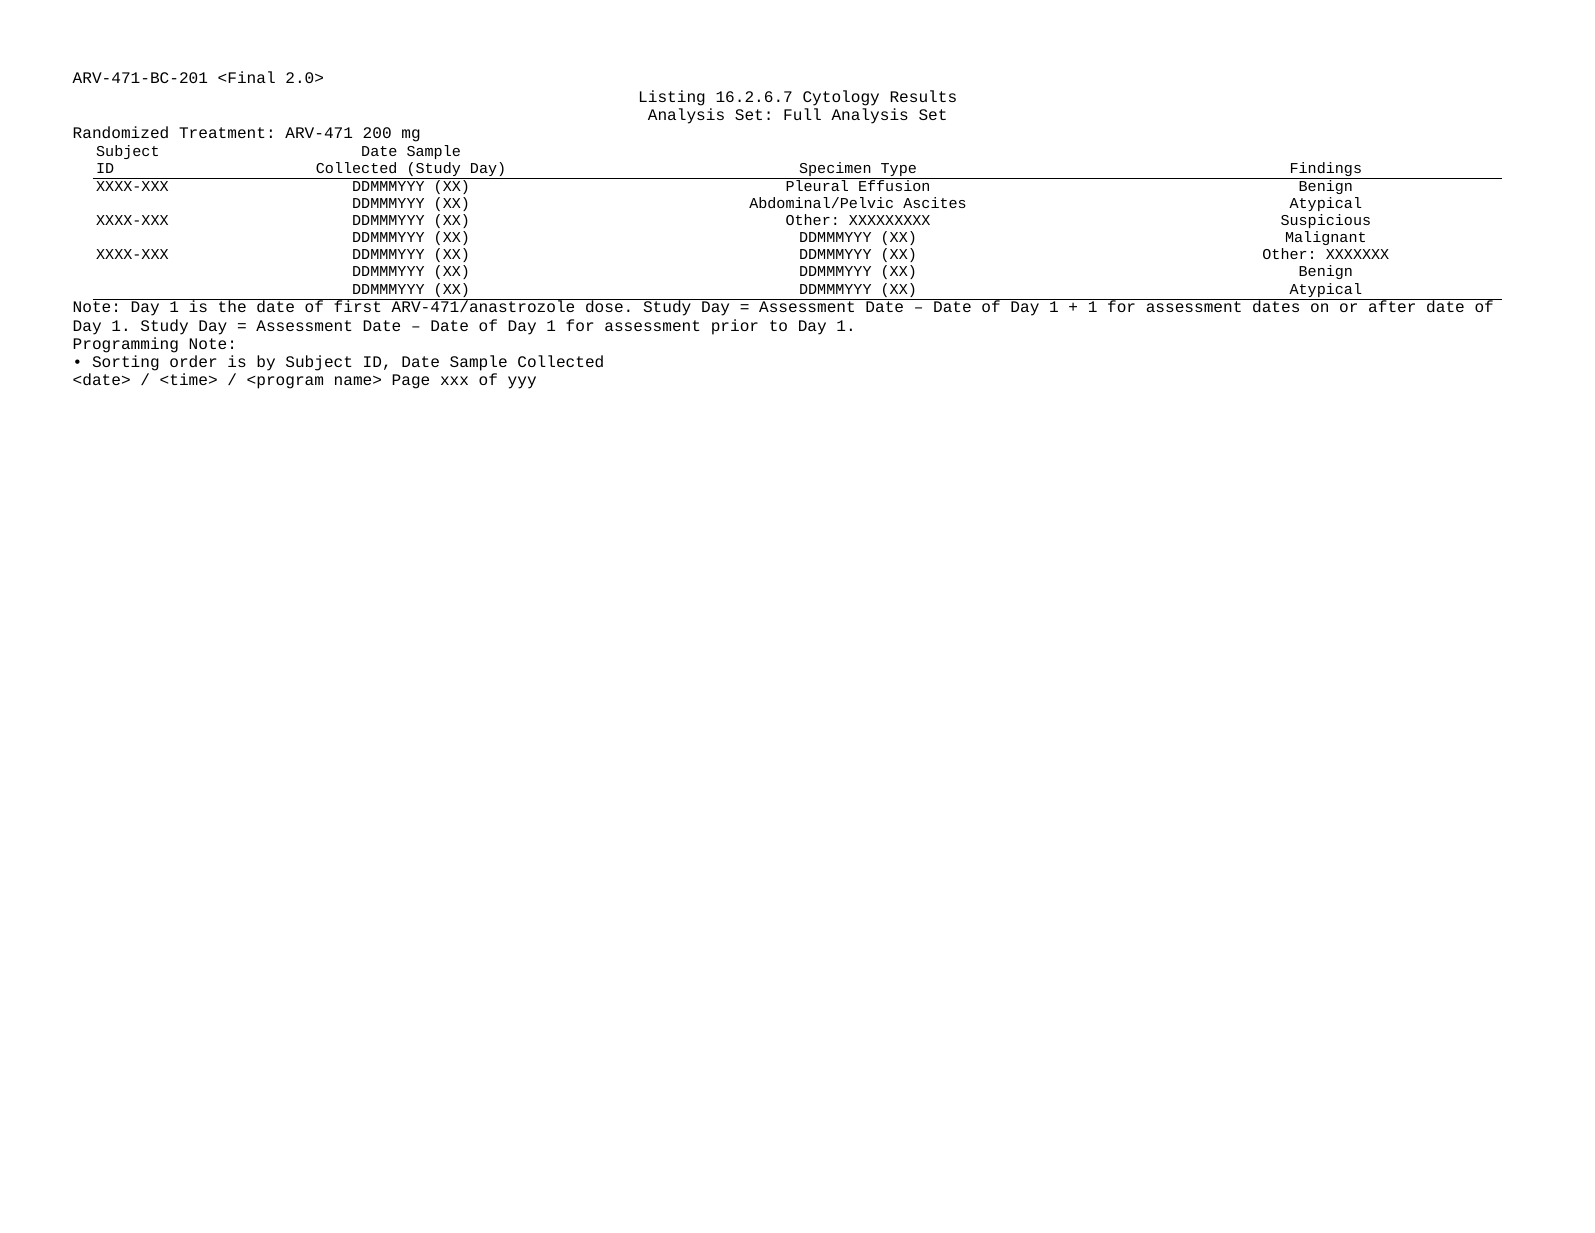 ARV-471-BC-201 <Final 2.0>
Listing 16.2.6.7 Cytology Results
Analysis Set: Full Analysis Set
Randomized Treatment: ARV-471 200 mg
Subject Date Sample
ID Collected (Study Day) Specimen Type Findings
XXXX-XXX DDMMMYYY (XX) Pleural Effusion Benign
DDMMMYYY (XX) Abdominal/Pelvic Ascites Atypical
XXXX-XXX DDMMMYYY (XX) Other: XXXXXXXXX Suspicious
DDMMMYYY (XX) DDMMMYYY (XX) Malignant
XXXX-XXX DDMMMYYY (XX) DDMMMYYY (XX) Other: XXXXXXX
DDMMMYYY (XX) DDMMMYYY (XX) Benign
DDMMMYYY (XX) DDMMMYYY (XX) Atypical
Note: Day 1 is the date of first ARV-471/anastrozole dose. Study Day = Assessment Date – Date of Day 1 + 1 for assessment dates on or after date of
Day 1. Study Day = Assessment Date – Date of Day 1 for assessment prior to Day 1.
Programming Note:
• Sorting order is by Subject ID, Date Sample Collected
<date> / <time> / <program name> Page xxx of yyy